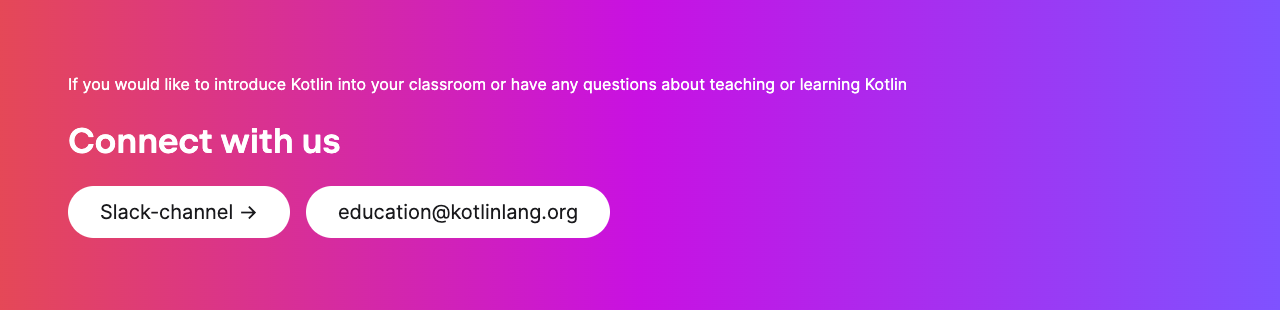 If you would like to introduce Kotlin into your classroom or have any questions about teaching or learning Kotlin
Connect with us
Slack-channel →
education@kotlinlang.org